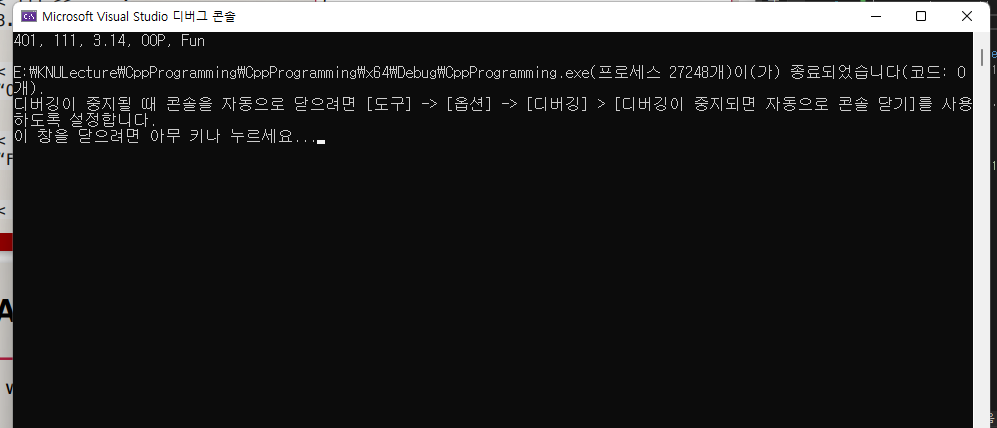 Microsoft Visual Studio 디버그 콘솔
401, 111, 3.14, OOP, Fun
E:\KNULecture\CppProgramming\CppProgramming\x64\Debug\CppProgramming.exe(프로세스 27248개)이(가) 종료되었습니다(코드: 0
개).
디버깅이 중지될 때 콘솔을 자동으로 닫으려면 [도구] -> [옵션] -> [디버깅] > [디버깅이 중지되면 자동으로 콘솔 닫기]를 사용
하도록 설정합니다.
이 창을 닫으려면 아무 키나 누르세요...